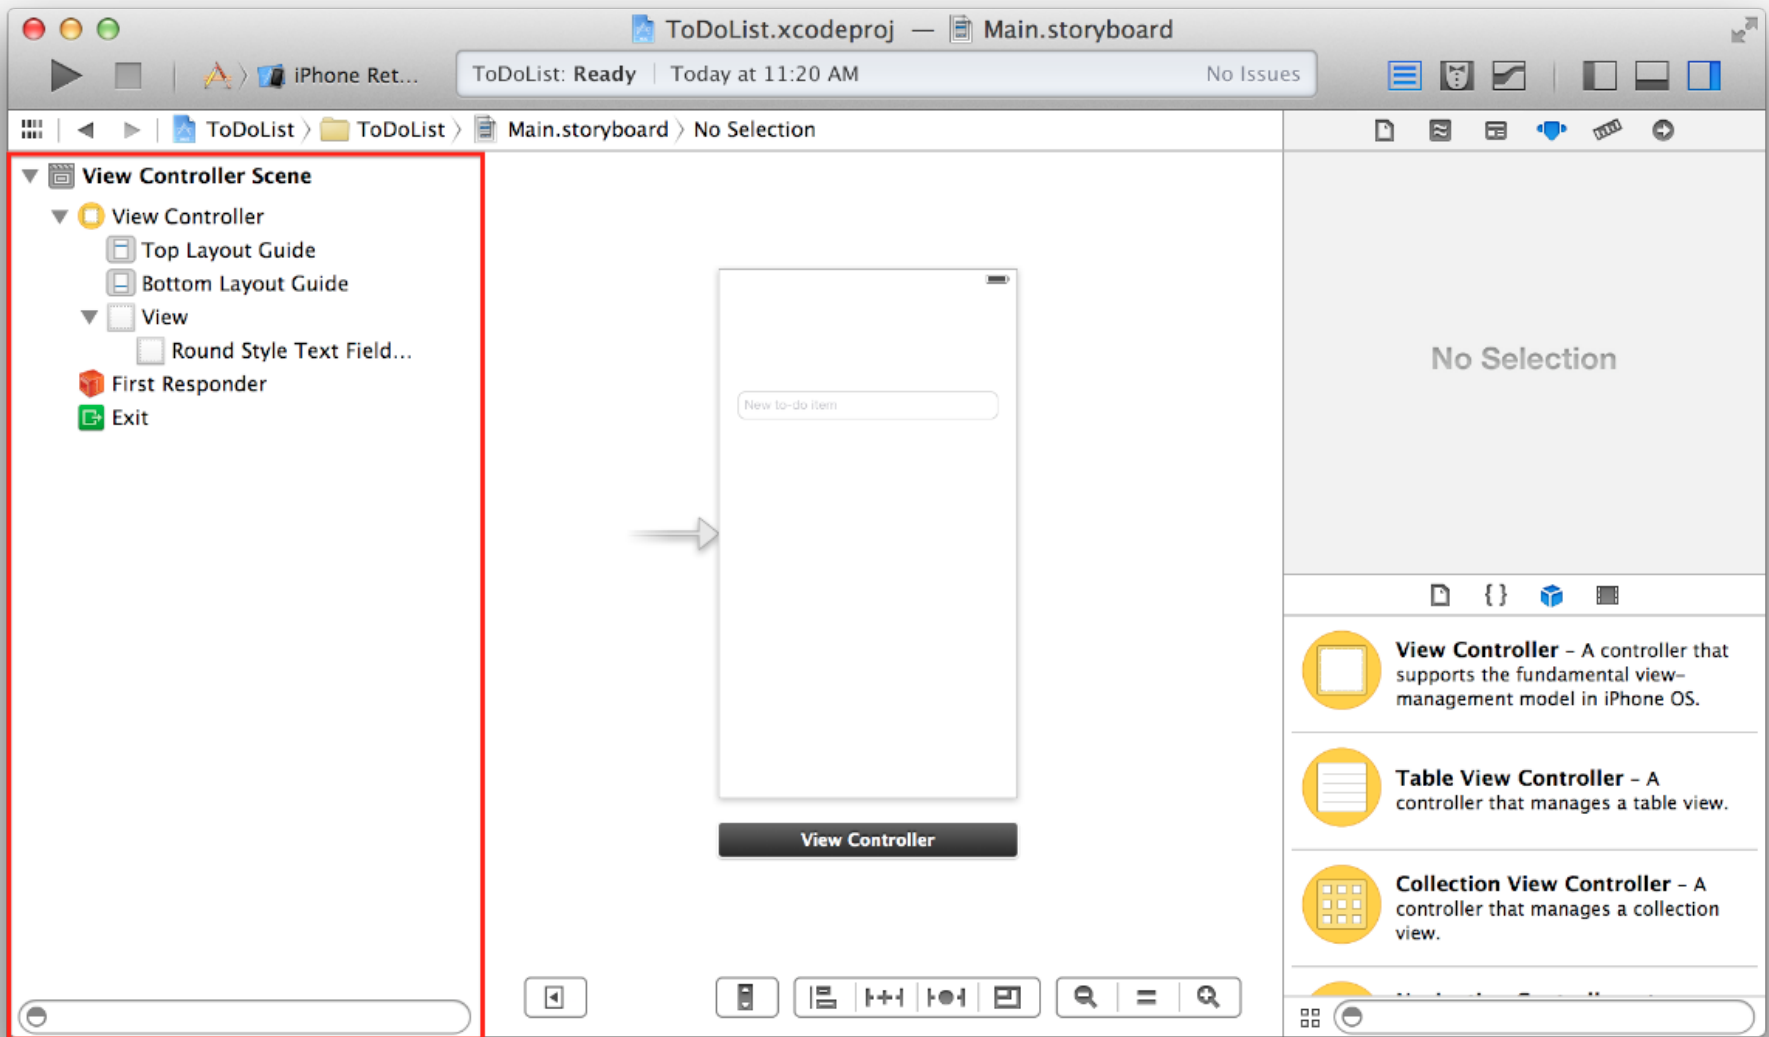 ToDoList.xcodeproj — Main.storyboard
iPhone Ret...
ToDoList: Ready | Today at 11:20 AM
No Issues
ToDoList
ToDoList
Main.storyboard
No Selection
View Controller Scene
View Controller
Top Layout Guide
Bottom Layout Guide
View
Round Style Text Field...
First Responder
Exit
New to-do item
View Controller
No Selection
View Controller – A controller that
supports the fundamental view-
management model in iPhone OS.
Table View Controller – A
controller that manages a table view.
Collection View Controller – A
controller that manages a collection
view.